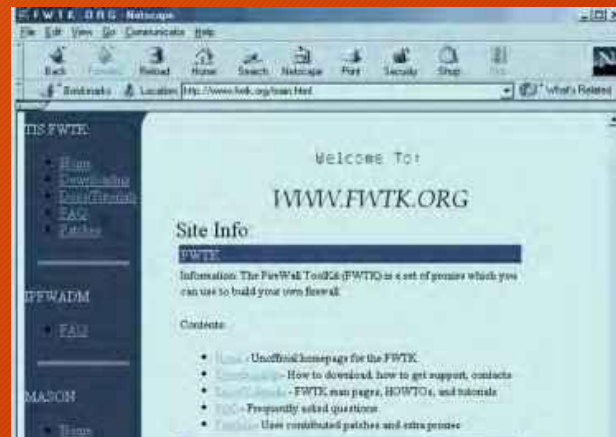 FWTK.ORG - Netscape
File Edit View Go Communicator Help
Back Forward Reload Home Search Netscape Print Security Shop
Bookmarks Location: http://www.fwtk.org/main.html What's Related
TIS FWTK
Home
Downloading
Docs/Tutorials
FAQ
Patches
IPFWADM
FAQ
MASON
Home
Welcome To:
WWW.FWTK.ORG
Site Info
FWTK
Information: The FireWall ToolKit (FWTK) is a set of proxies which you
can use to build your own firewall.
Contents:
Home - Unofficial homepage for the FWTK
Downloading - How to download, how to get support, contacts
Docs/Tutorials - FWTK man pages, HOWTOs, and tutorials
FAQ - Frequently asked questions
Patches - User contributed patches and extra proxies